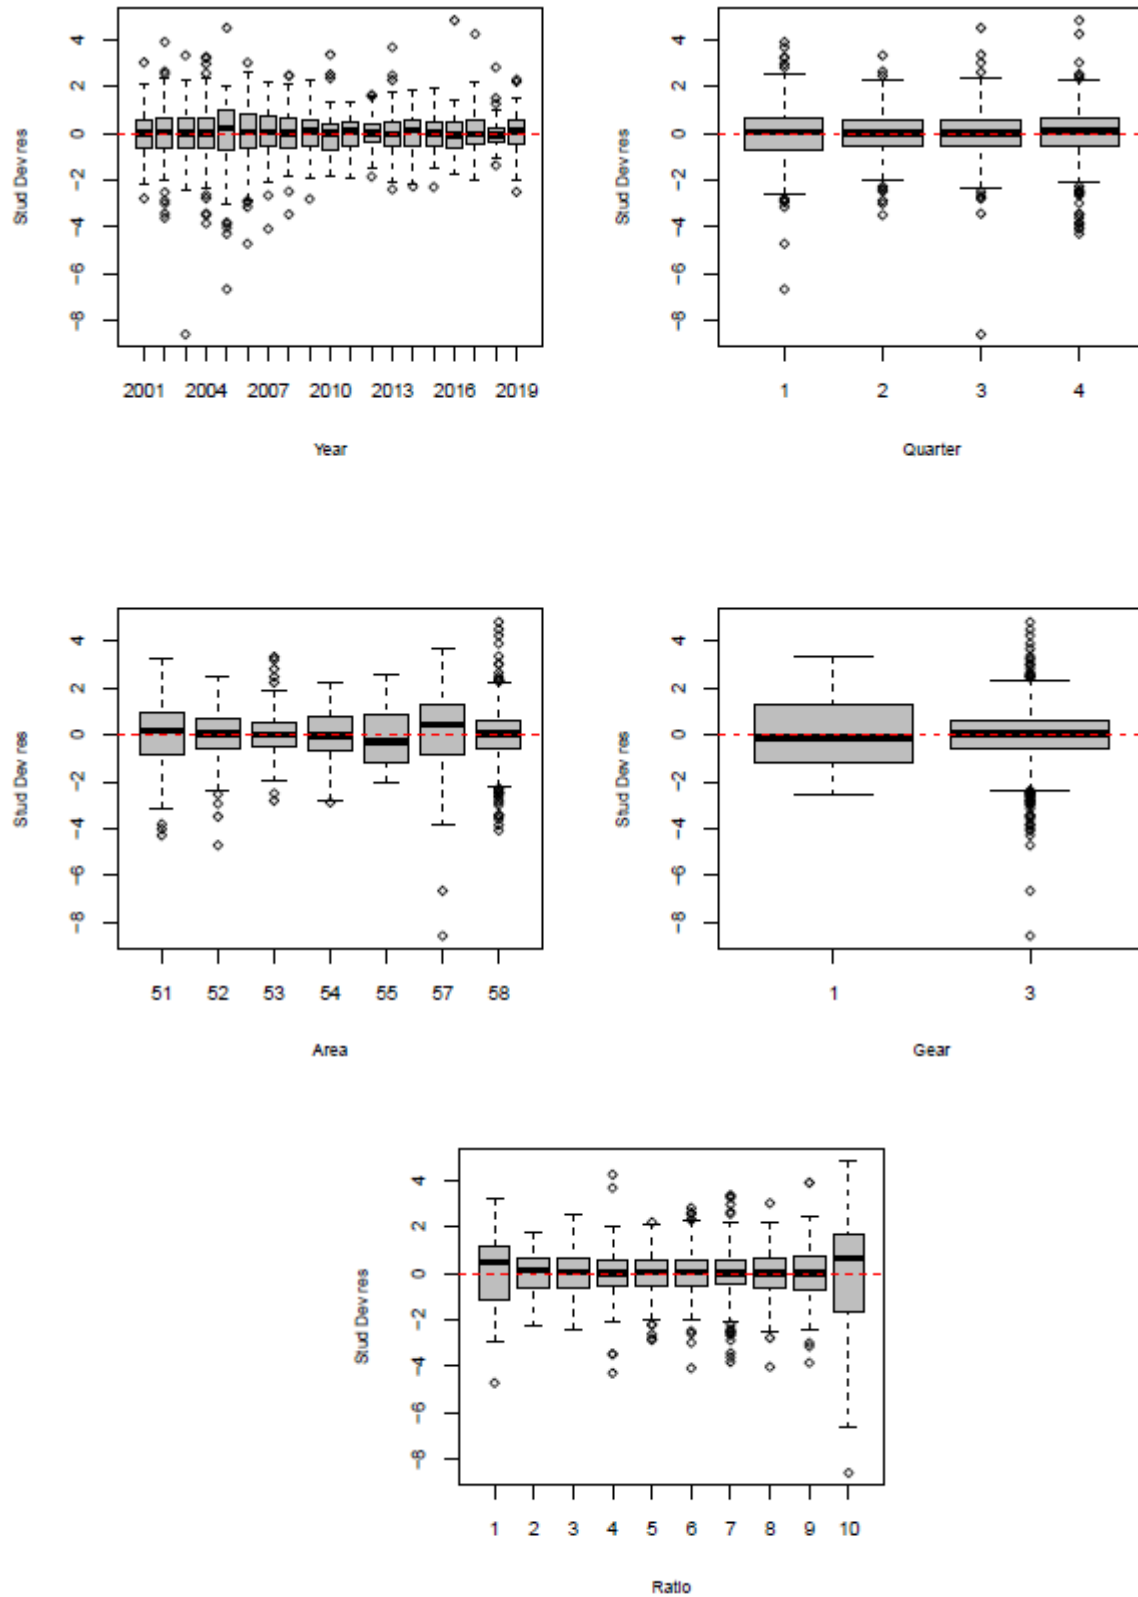 Stud Dev res
4
2
0
−2
−4
−6
−8
2001 2004 2007 2010 2013 2016 2019
Year
Stud Dev res
4
2
0
−2
−4
−6
−8
1 2 3 4
Quarter
Stud Dev res
4
2
0
−2
−4
−6
−8
51 52 53 54 55 57 58
Area
Stud Dev res
4
2
0
−2
−4
−6
−8
1 3
Gear
Stud Dev res
4
2
0
−2
−4
−6
−8
1 2 3 4 5 6 7 8 9 10
Ratio